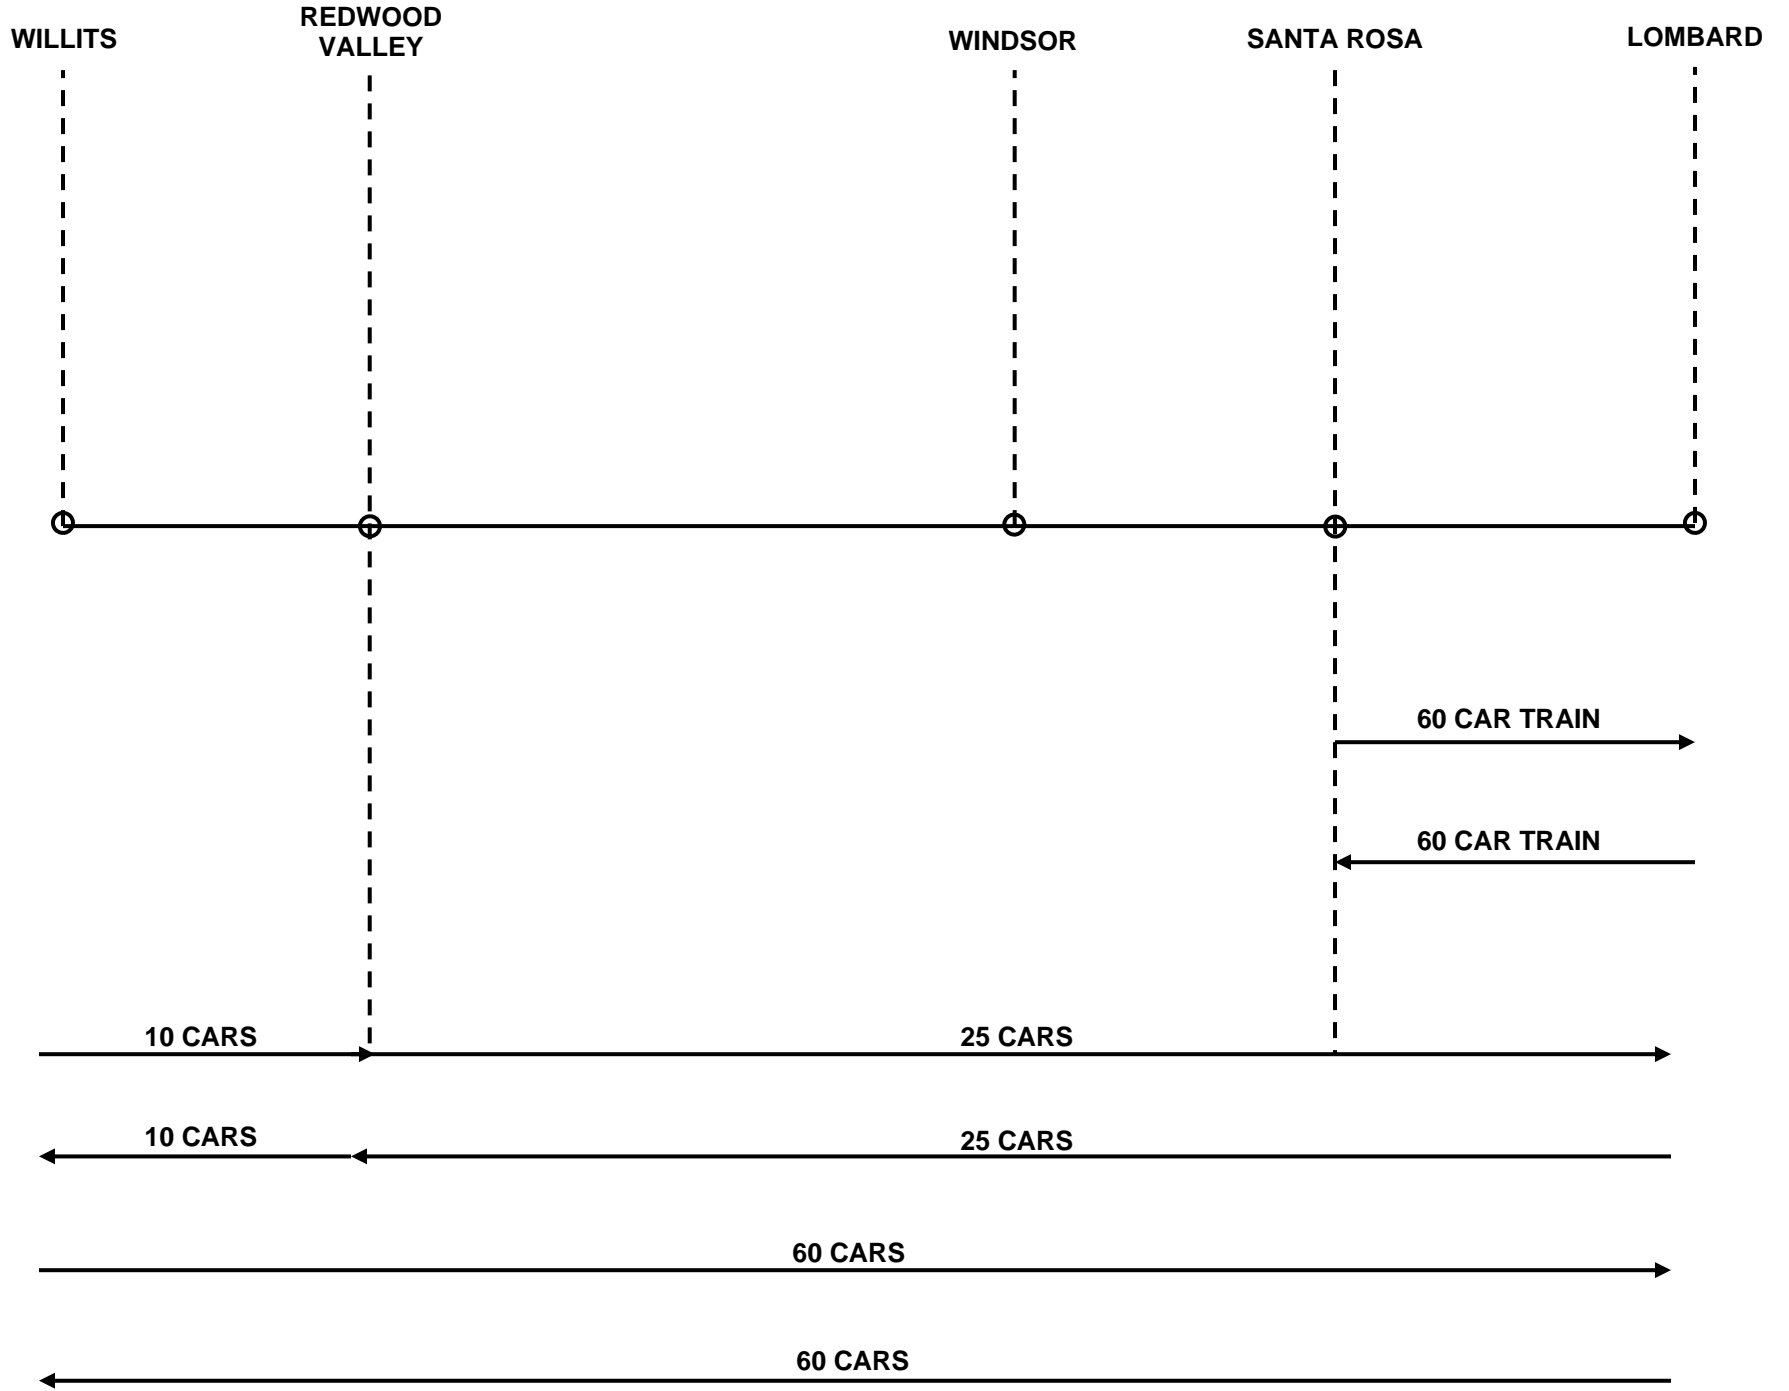 WILLITS
REDWOOD
VALLEY
WINDSOR
SANTA ROSA
LOMBARD
60 CAR TRAIN
60 CAR TRAIN
10 CARS
25 CARS
10 CARS
25 CARS
60 CARS
60 CARS